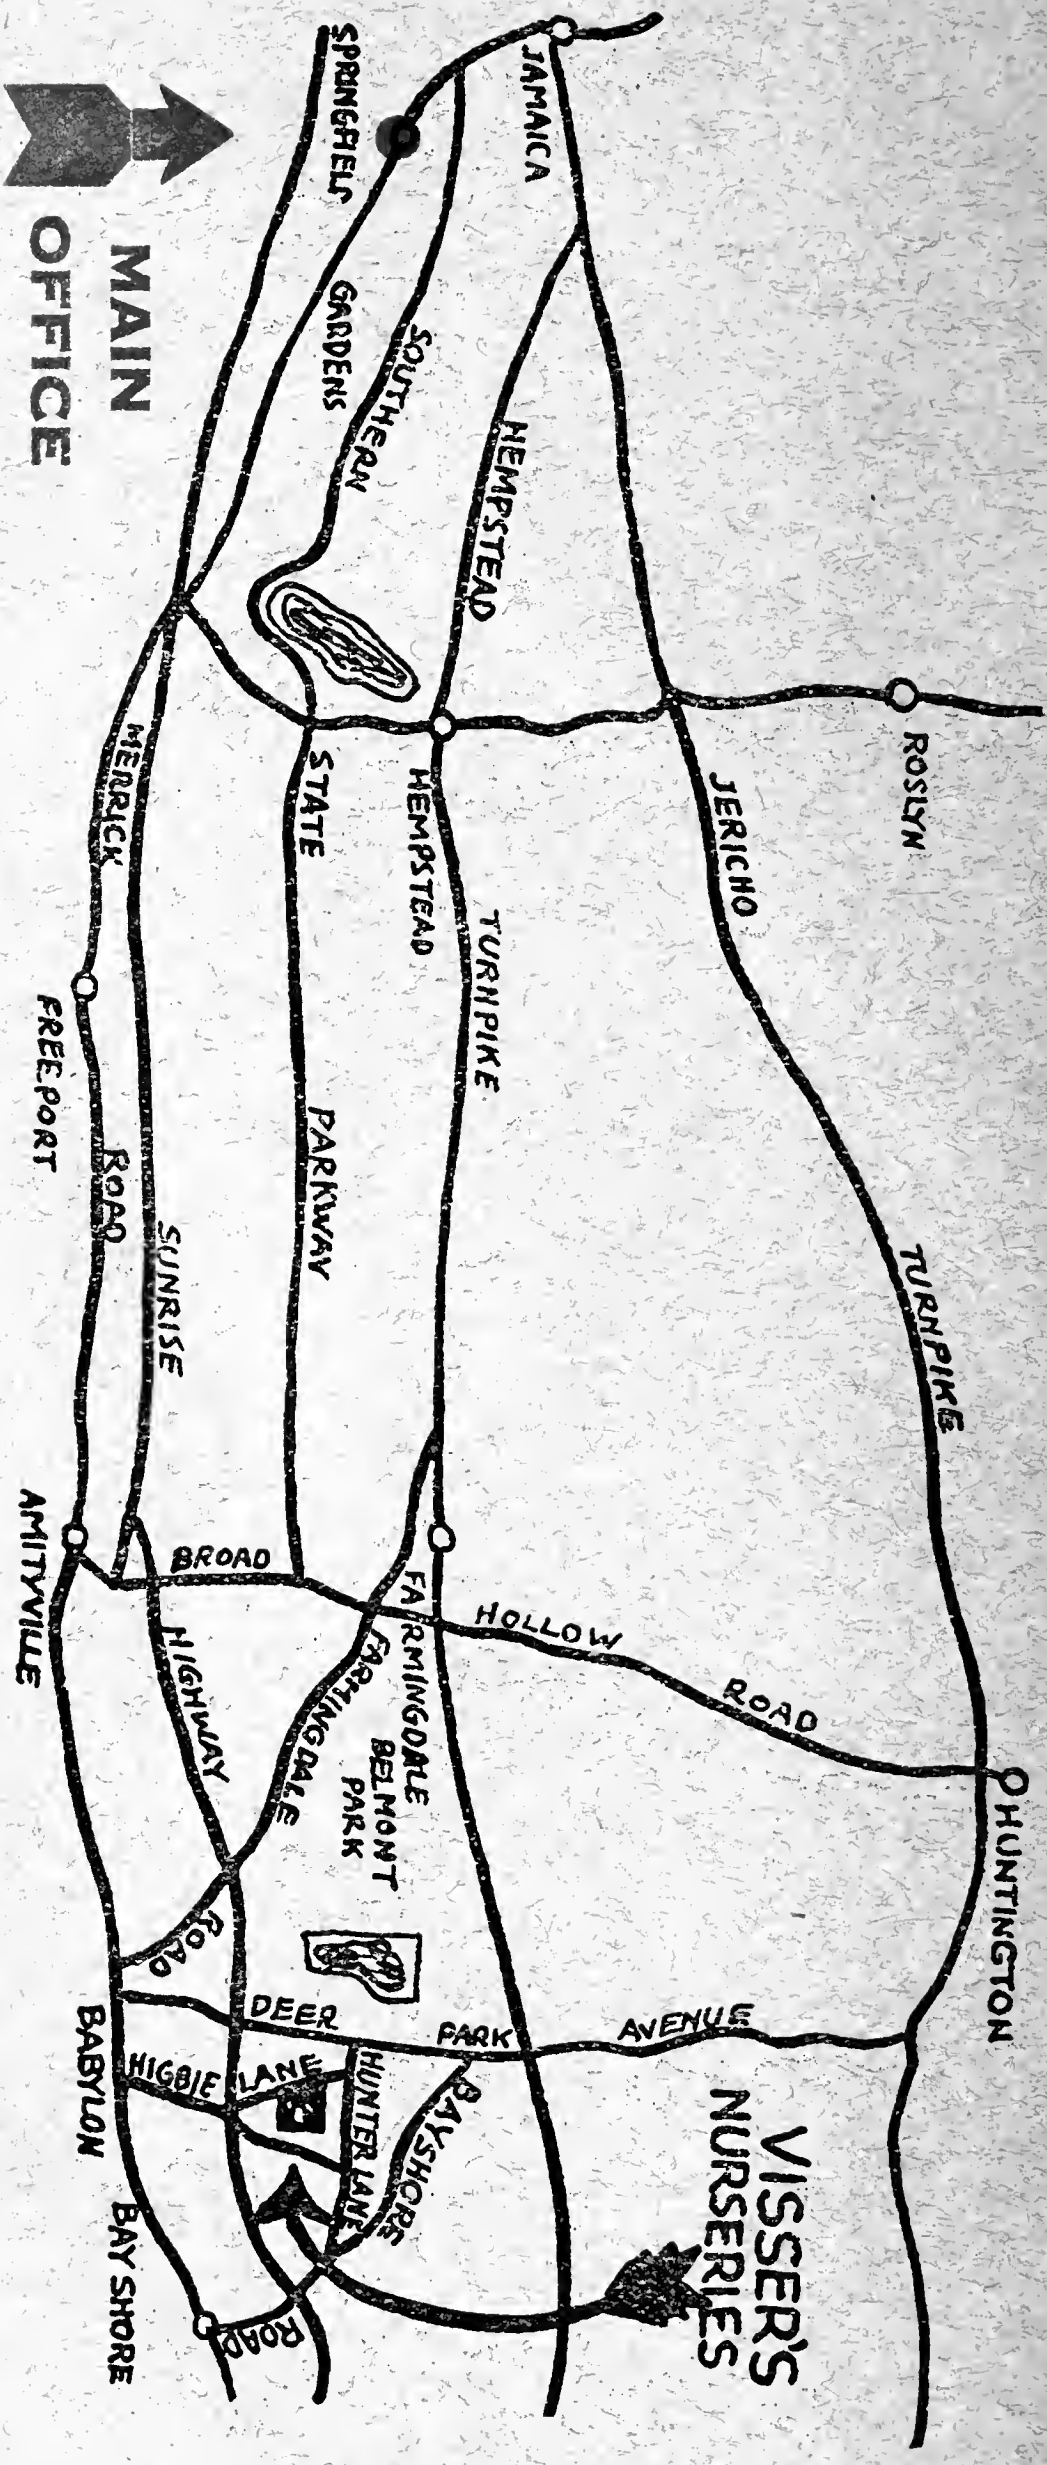 JAMAICA
SPRINGFIELD
GARDENS
SOUTHERN
HEMPSTEAD
MAIN
OFFICE
ROSLYN
JERICHO
TURNPIKE
HEMPSTEAD
TURNPIKE
STATE
PARKWAY
MERRICK
ROAD
FREEPORT
SUNRISE
HIGHWAY
AMITYVILLE
BROAD
HOLLOW
ROAD
HUNTINGTON
FARMINGDALE
FARMINGDALE
ROAD
BELMONT
PARK
DEER
PARK
AVENUE
HIGBIE LANE
HUNTER LANE
BAYSHORE
ROAD
BABYLON
BAY SHORE
VISSER'S
NURSERIES